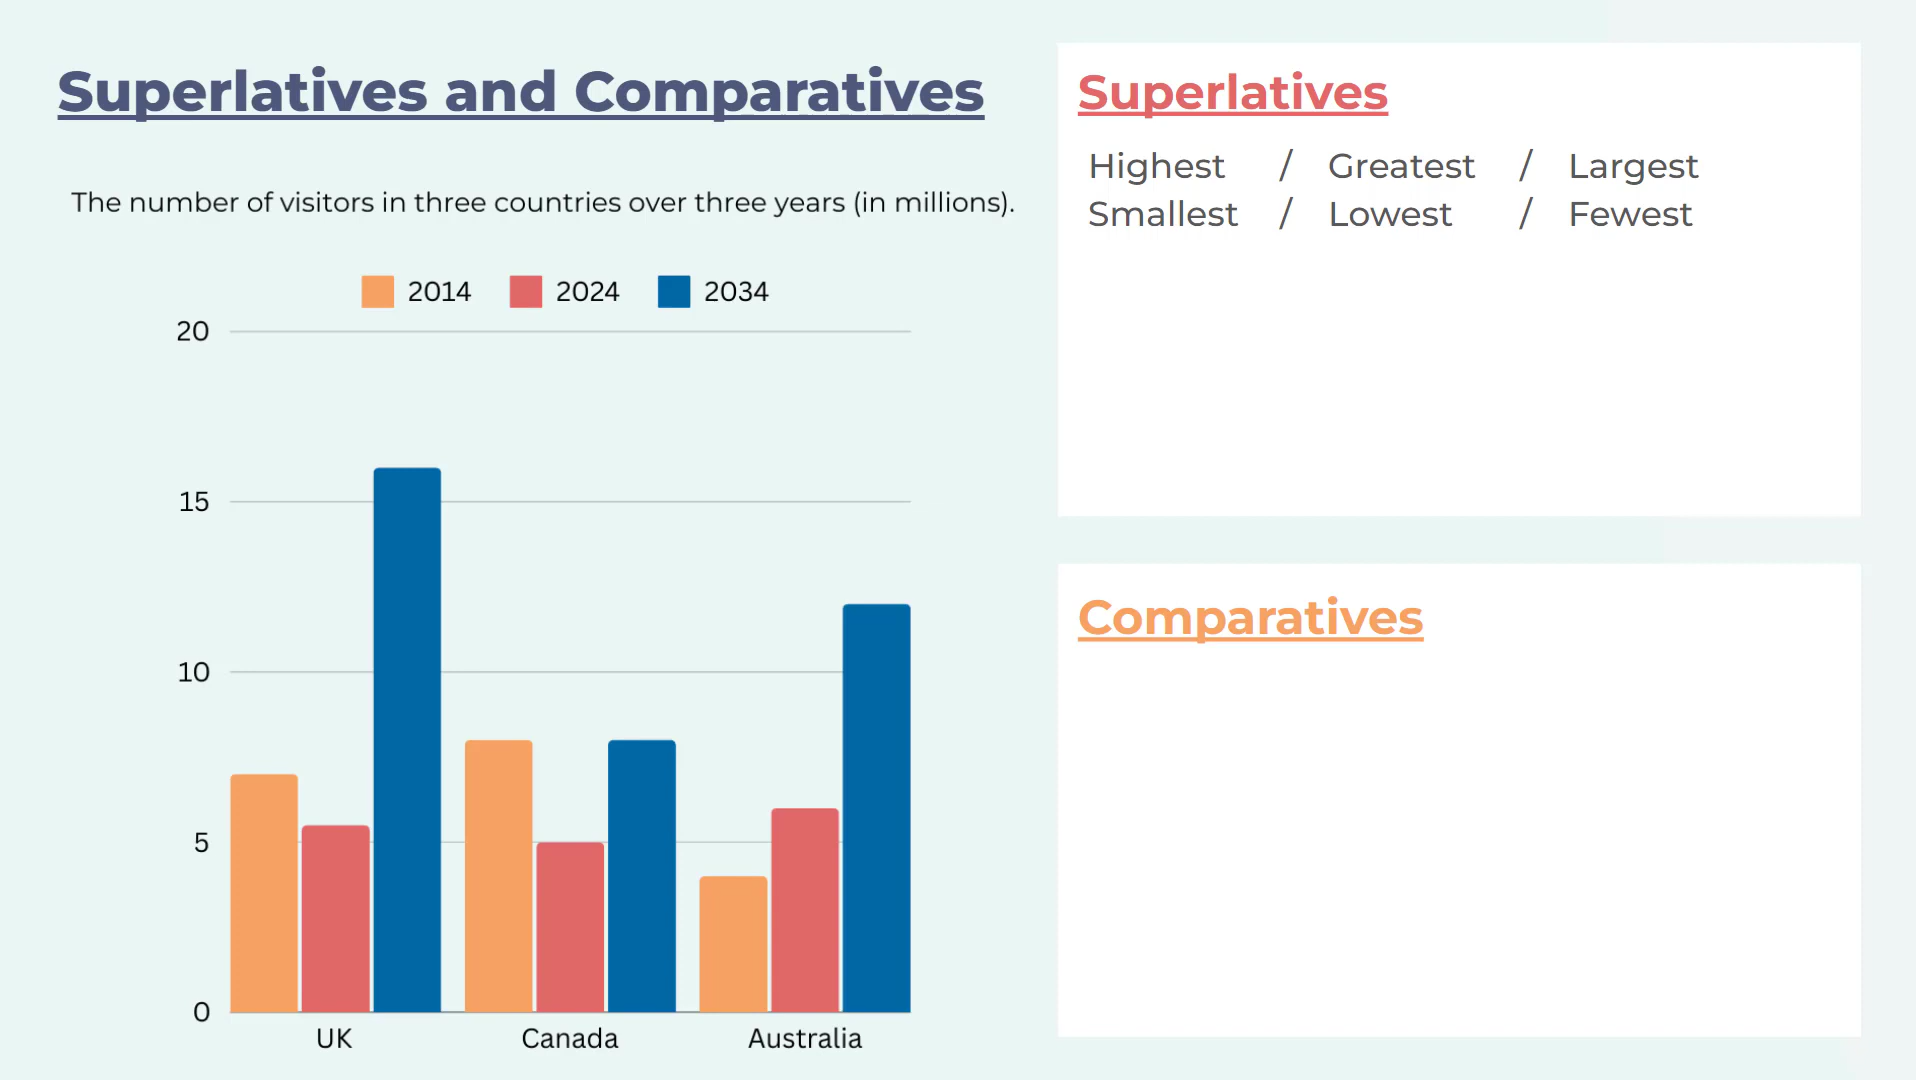 Superlatives and Comparatives
The number of visitors in three countries over three years (in millions).
2014 2024 2034
20
15
10
5
0
UK Canada Australia
Superlatives
Highest / Greatest / Largest
Smallest / Lowest / Fewest
Comparatives